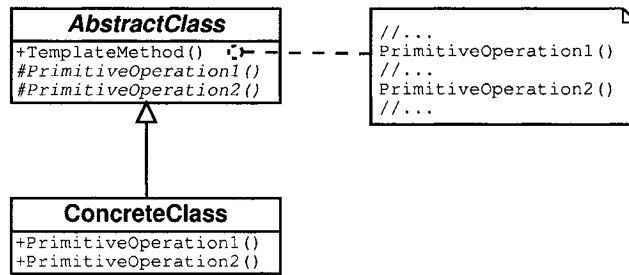 AbstractClass
+TemplateMethod()
#PrimitiveOperation1()
#PrimitiveOperation2()
//...
PrimitiveOperation1()
//...
PrimitiveOperation2()
//...
ConcreteClass
+PrimitiveOperation1()
+PrimitiveOperation2()